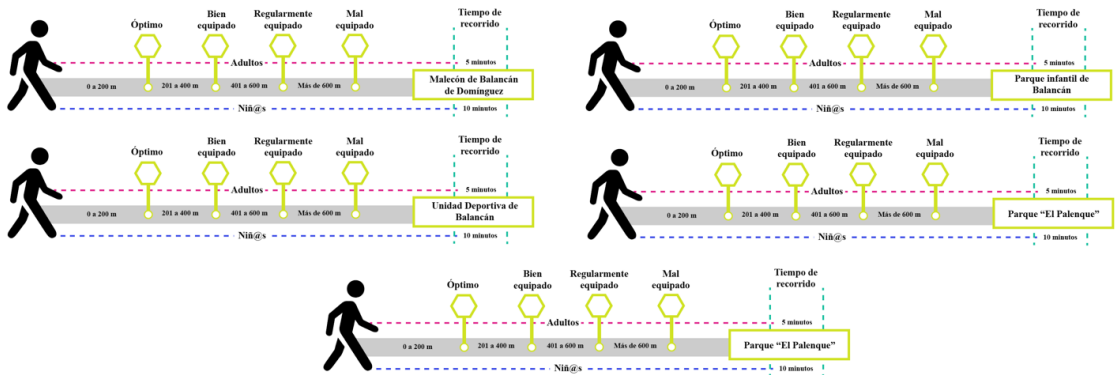 Óptimo
Bien
equipado
Regularmente
equipado
Mal
equipado
Tiempo de
recorrido
Adultos
5 minutos
0 a 200 m
201 a 400 m
401 a 600 m
Más de 600 m
Malecón de Balancán
de Domínguez
Niñ@s
10 minutos
Óptimo
Bien
equipado
Regularmente
equipado
Mal
equipado
Tiempo de
recorrido
Adultos
5 minutos
0 a 200 m
201 a 400 m
401 a 600 m
Más de 600 m
Parque infantil de
Balancán
Niñ@s
10 minutos
Óptimo
Bien
equipado
Regularmente
equipado
Mal
equipado
Tiempo de
recorrido
Adultos
5 minutos
0 a 200 m
201 a 400 m
401 a 600 m
Más de 600 m
Unidad Deportiva de
Balancán
Niñ@s
10 minutos
Óptimo
Bien
equipado
Regularmente
equipado
Mal
equipado
Tiempo de
recorrido
Adultos
5 minutos
0 a 200 m
201 a 400 m
401 a 600 m
Más de 600 m
Parque “El Palenque”
Niñ@s
10 minutos
Óptimo
Bien
equipado
Regularmente
equipado
Mal
equipado
Tiempo de
recorrido
Adultos
5 minutos
0 a 200 m
201 a 400 m
401 a 600 m
Más de 600 m
Parque “El Palenque”
Niñ@s
10 minutos